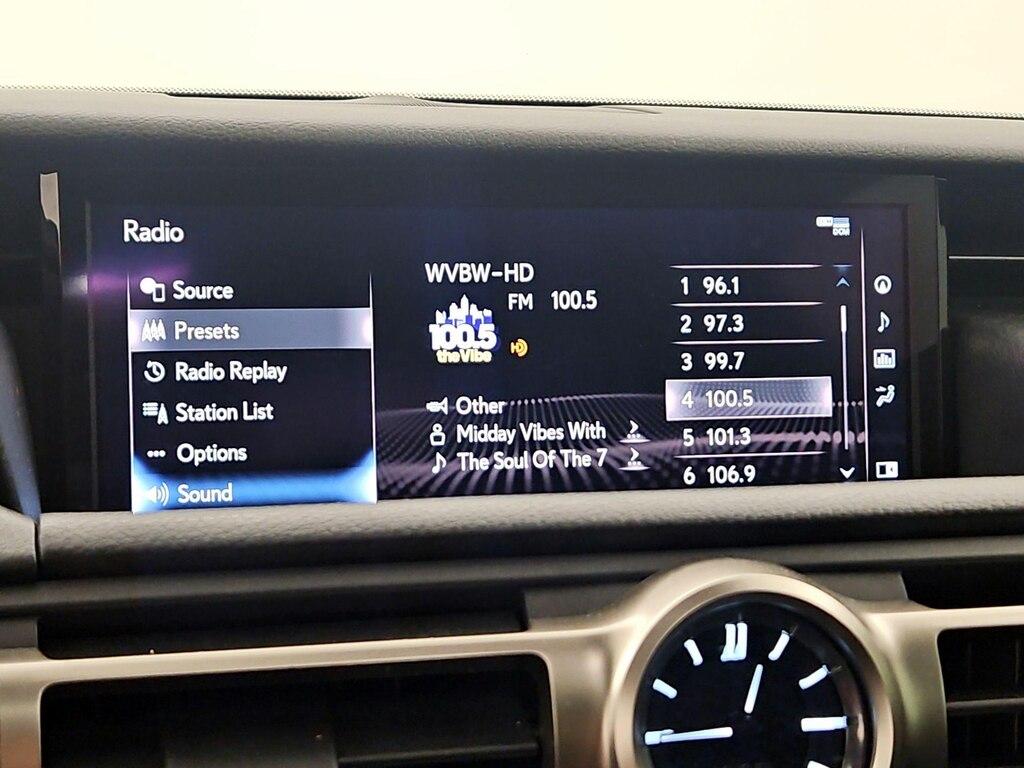 Radio
DCM
Source
Presets
Radio Replay
Station List
Options
Sound
WVBW-HD
FM 100.5
100.5
the Vibe
Other
Midday Vibes With
The Soul Of The 7
1 96.1
2 97.3
3 99.7
4 100.5
5 101.3
6 106.9